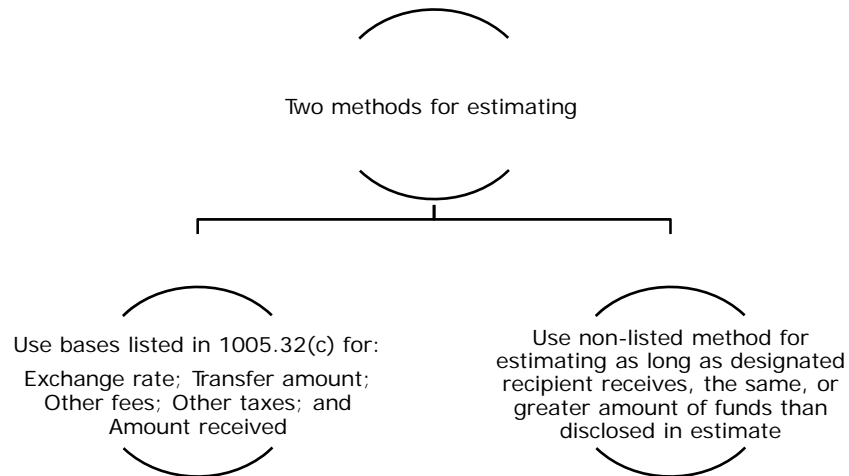 Two methods for estimating
Use bases listed in 1005.32(c) for:
Exchange rate; Transfer amount;
Other fees; Other taxes; and
Amount received
Use non-listed method for
estimating as long as designated
recipient receives, the same, or
greater amount of funds than
disclosed in estimate